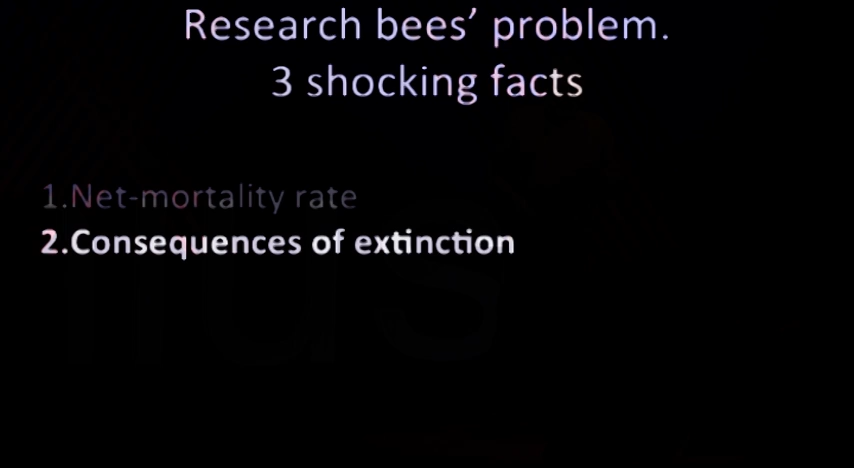 Research bees’ problem.
3 shocking facts
1.Net-mortality rate
2.Consequences of extinction